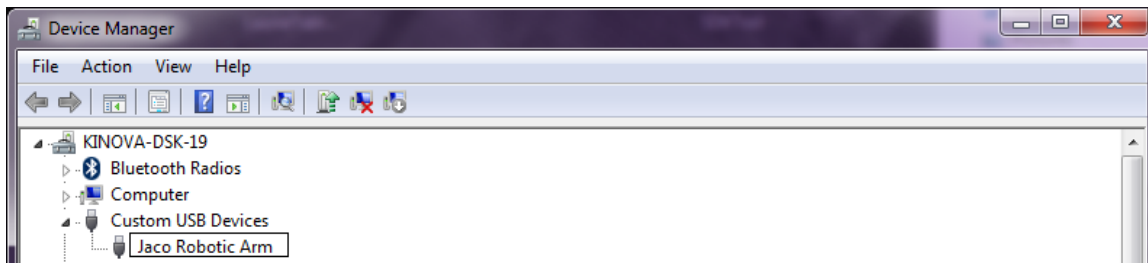 Device Manager
File Action View Help
KINOVA-DSK-19
Bluetooth Radios
Computer
Custom USB Devices
Jaco Robotic Arm